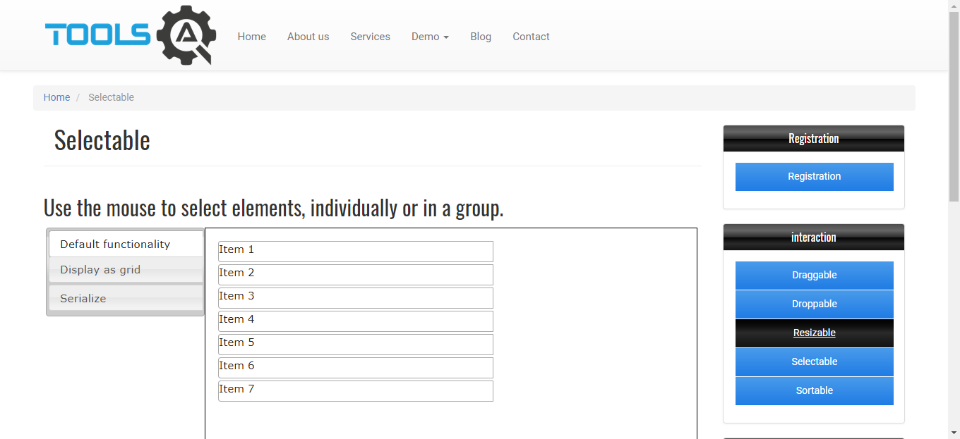 TOOLS QA
Home About us Services Demo Blog Contact
Home / Selectable
Selectable
Use the mouse to select elements, individually or in a group.
Default functionality
Display as grid
Serialize
Item 1
Item 2
Item 3
Item 4
Item 5
Item 6
Item 7
Registration
Registration
interaction
Draggable
Droppable
Resizable
Selectable
Sortable